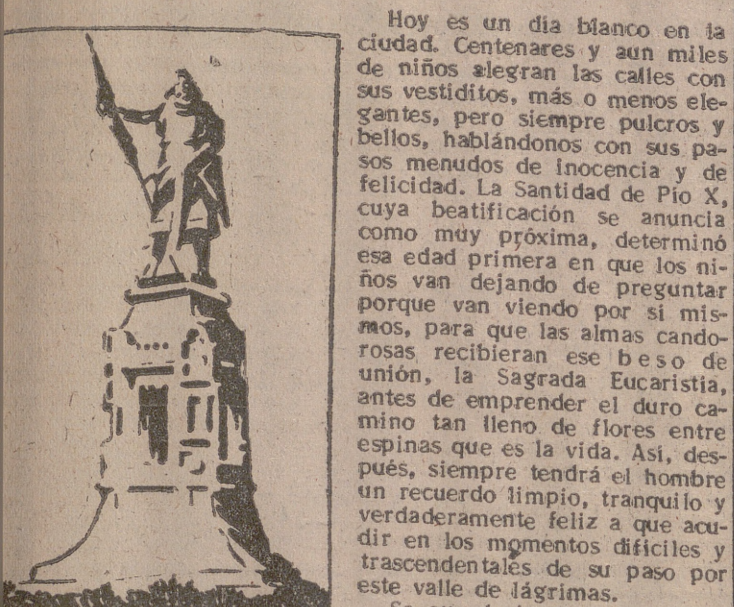 Hoy es un dia blanco en la
ciudad. Centenares y aun miles
de niños alegran las calles con
sus vestiditos, más o menos ele-
gantes, pero siempre pulcros y
bellos, hablándonos con sus pa-
sos menudos de inocencia y de
felicidad. La Santidad de Pío X,
cuya beatificación se anuncia
como muy próxima, determinó
esa edad primera en que los ni-
ños van dejando de preguntar
porque van viendo por si mis-
mos, para que las almas cando-
rosas recibieran ese beso de
unión, la Sagrada Eucaristia,
antes de emprender el duro ca-
mino tan lleno de flores entre
espinas que es la vida. Así, des-
pués, siempre tendrá el hombre
un recuerdo limpio, tranquilo y
verdaderamente feliz a que acu-
dir en los momentos dificiles y
trascendentales de su paso por
este valle de lágrimas.